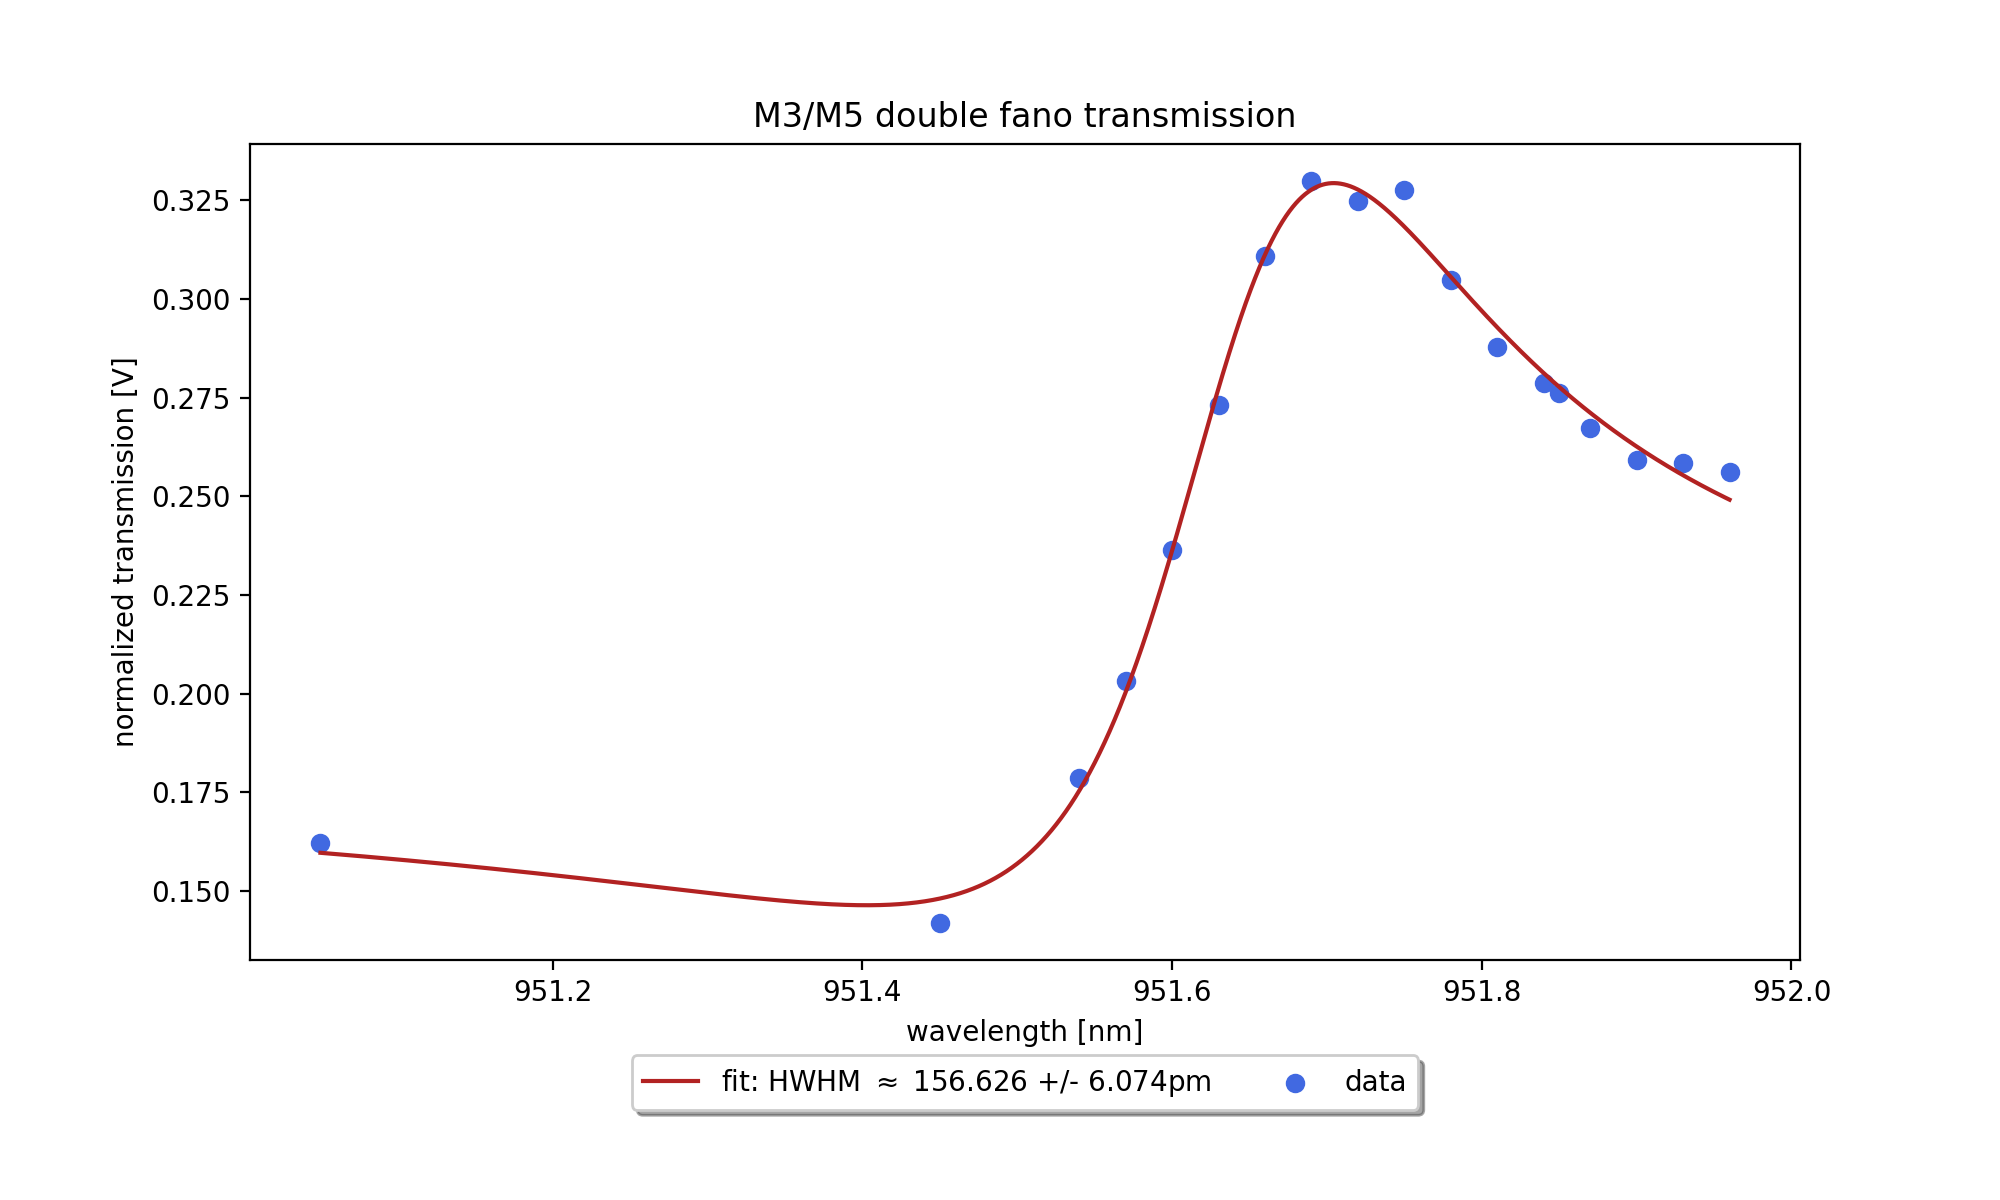 M3/M5 double fano transmission
normalized transmission [V]
0.325
0.300
0.275
0.250
0.225
0.200
0.175
0.150
951.2 951.4 951.6 951.8 952.0
wavelength [nm]
fit: HWHM ≈ 156.626 +/- 6.074pm data